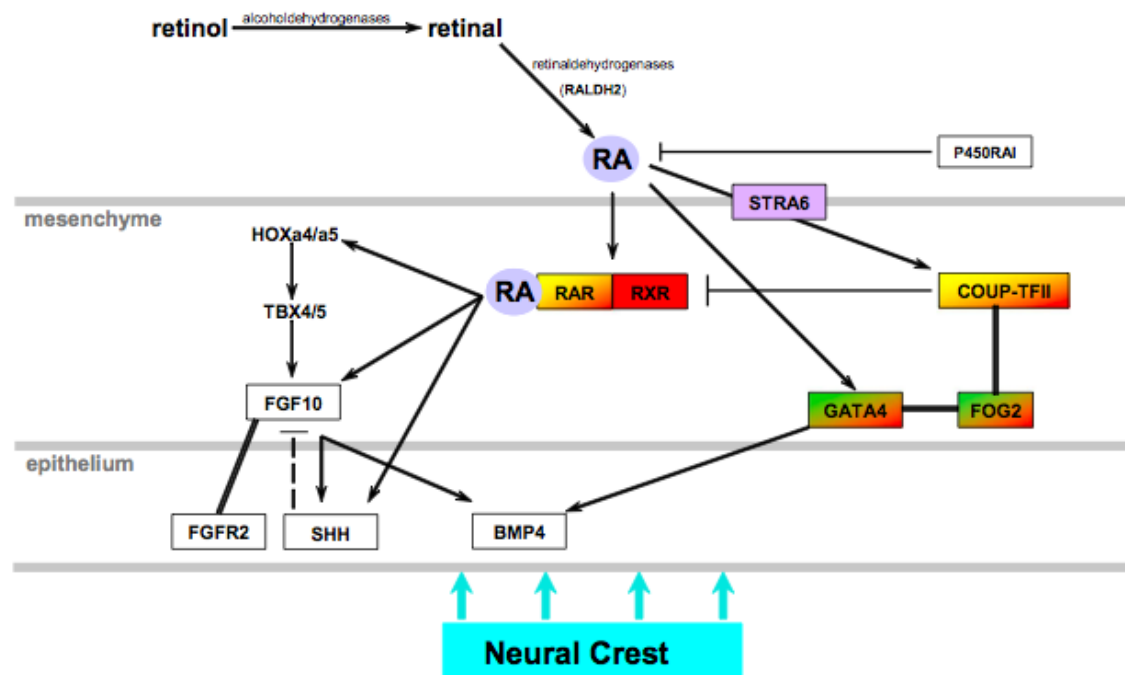 alcoholdehydrogenases
retinol retinal
retinaldehydrogenases
(RALDH2)
RA
P450RAI
STRA6
mesenchyme
HOXa4/a5
RA RAR RXR
COUP-TFII
TBX4/5
FGF10
GATA4 FOG2
epithelium
FGFR2 SHH BMP4
Neural Crest